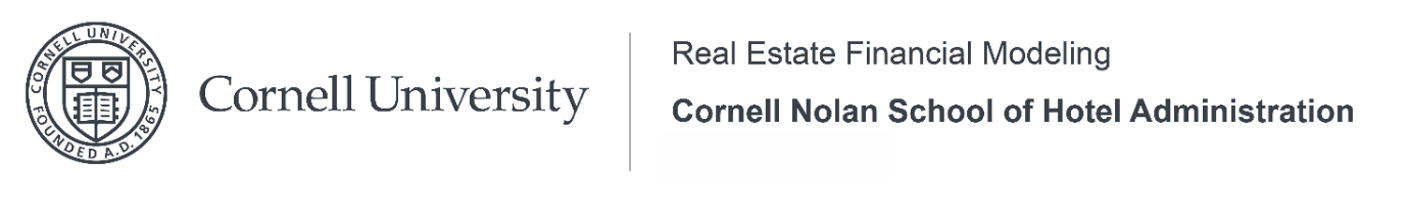 CORNELL UNIVERSITY
FOUNDED A.D. 1865
Cornell University
Real Estate Financial Modeling
Cornell Nolan School of Hotel Administration